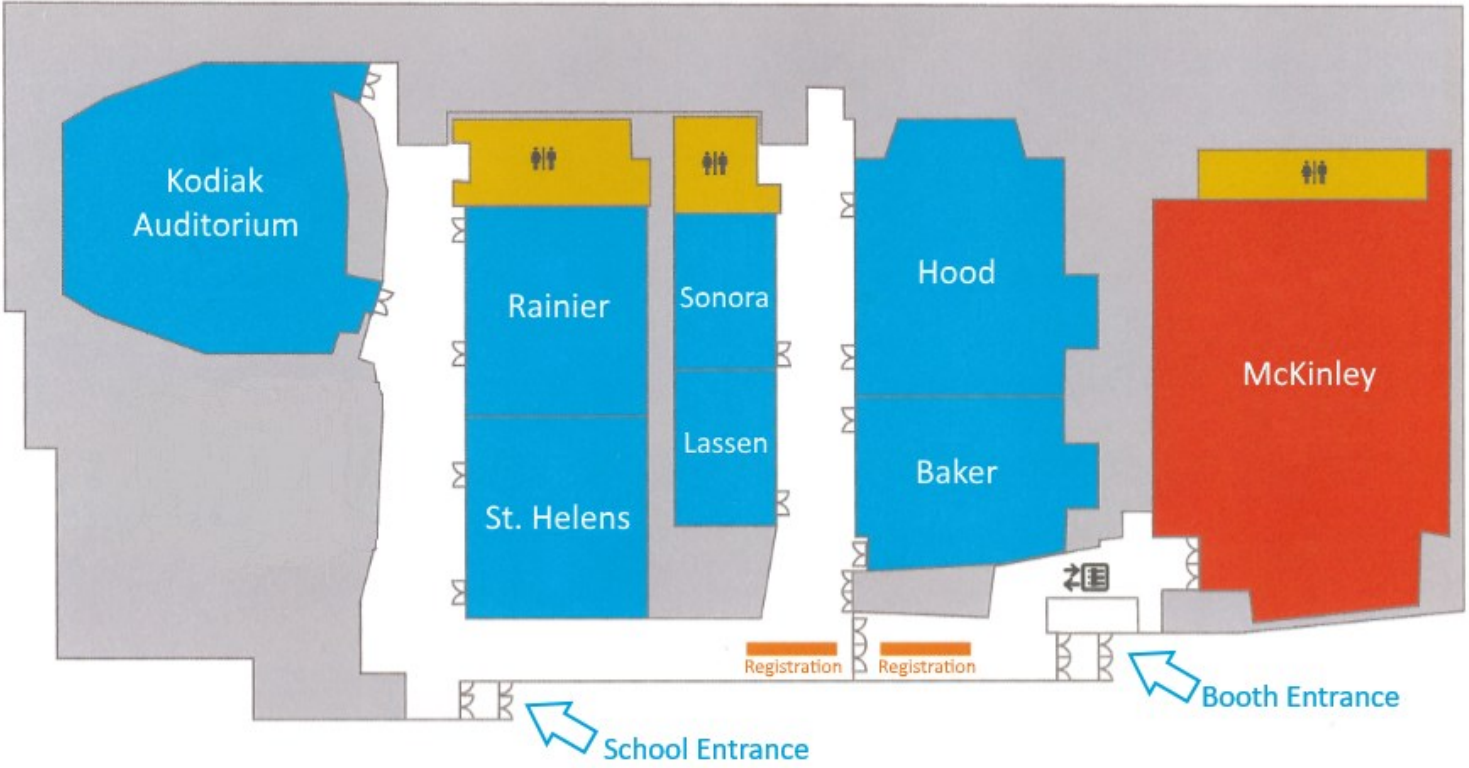 Kodiak
Auditorium
Rainier
Sonora
Hood
McKinley
Lassen
Baker
St. Helens
Registration
Registration
Booth Entrance
School Entrance